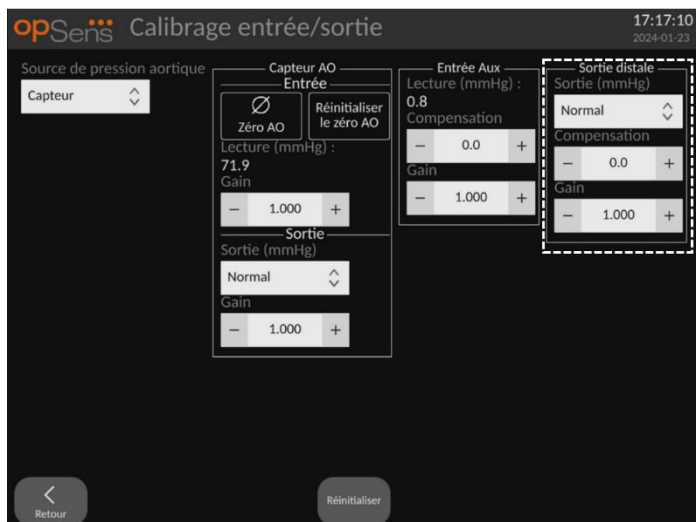 opSens Calibrage entrée/sortie
17:17:10
2024-01-23
Source de pression aortique
Capteur
Capteur AO
Entrée
Zéro AO
Réinitialiser
le zéro AO
Lecture (mmHg) :
71.9
Gain
− 1.000 +
Sortie
Sortie (mmHg)
Normal
Gain
− 1.000 +
Entrée Aux
Lecture (mmHg) :
0.8
Compensation
− 0.0 +
Gain
− 1.000 +
Sortie distale
Sortie (mmHg)
Normal
Compensation
− 0.0 +
Gain
− 1.000 +
Retour
Réinitialiser